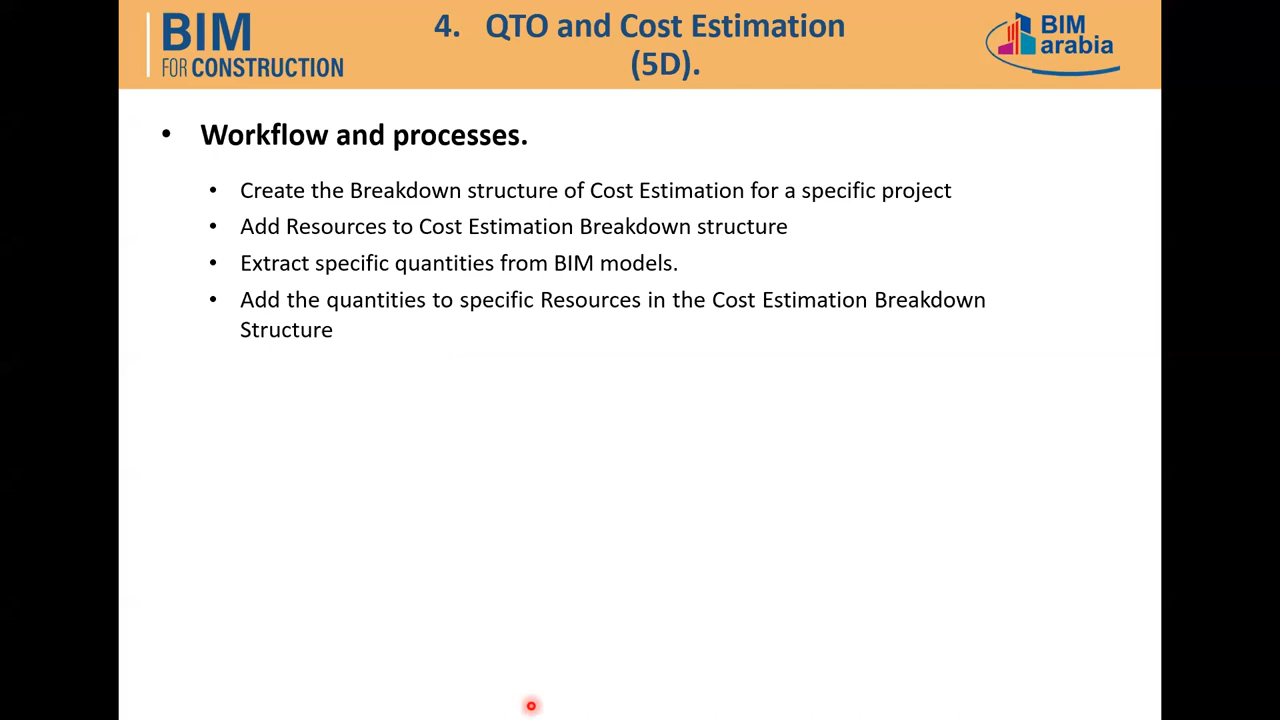 BIM
FOR CONSTRUCTION
4. QTO and Cost Estimation
(5D).
BIM
arabia
• Workflow and processes.
• Create the Breakdown structure of Cost Estimation for a specific project
• Add Resources to Cost Estimation Breakdown structure
• Extract specific quantities from BIM models.
• Add the quantities to specific Resources in the Cost Estimation Breakdown
Structure